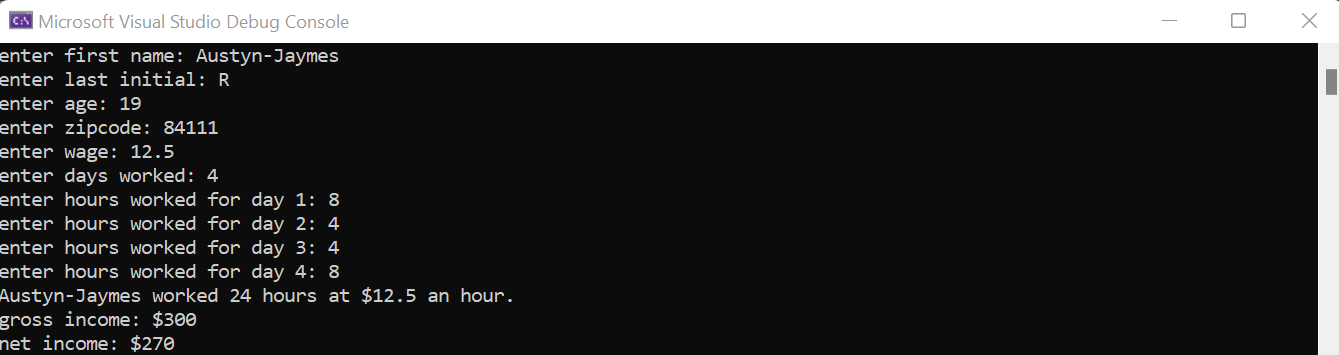 Microsoft Visual Studio Debug Console
enter first name: Austyn-Jaymes
enter last initial: R
enter age: 19
enter zipcode: 84111
enter wage: 12.5
enter days worked: 4
enter hours worked for day 1: 8
enter hours worked for day 2: 4
enter hours worked for day 3: 4
enter hours worked for day 4: 8
Austyn-Jaymes worked 24 hours at $12.5 an hour.
gross income: $300
net income: $270